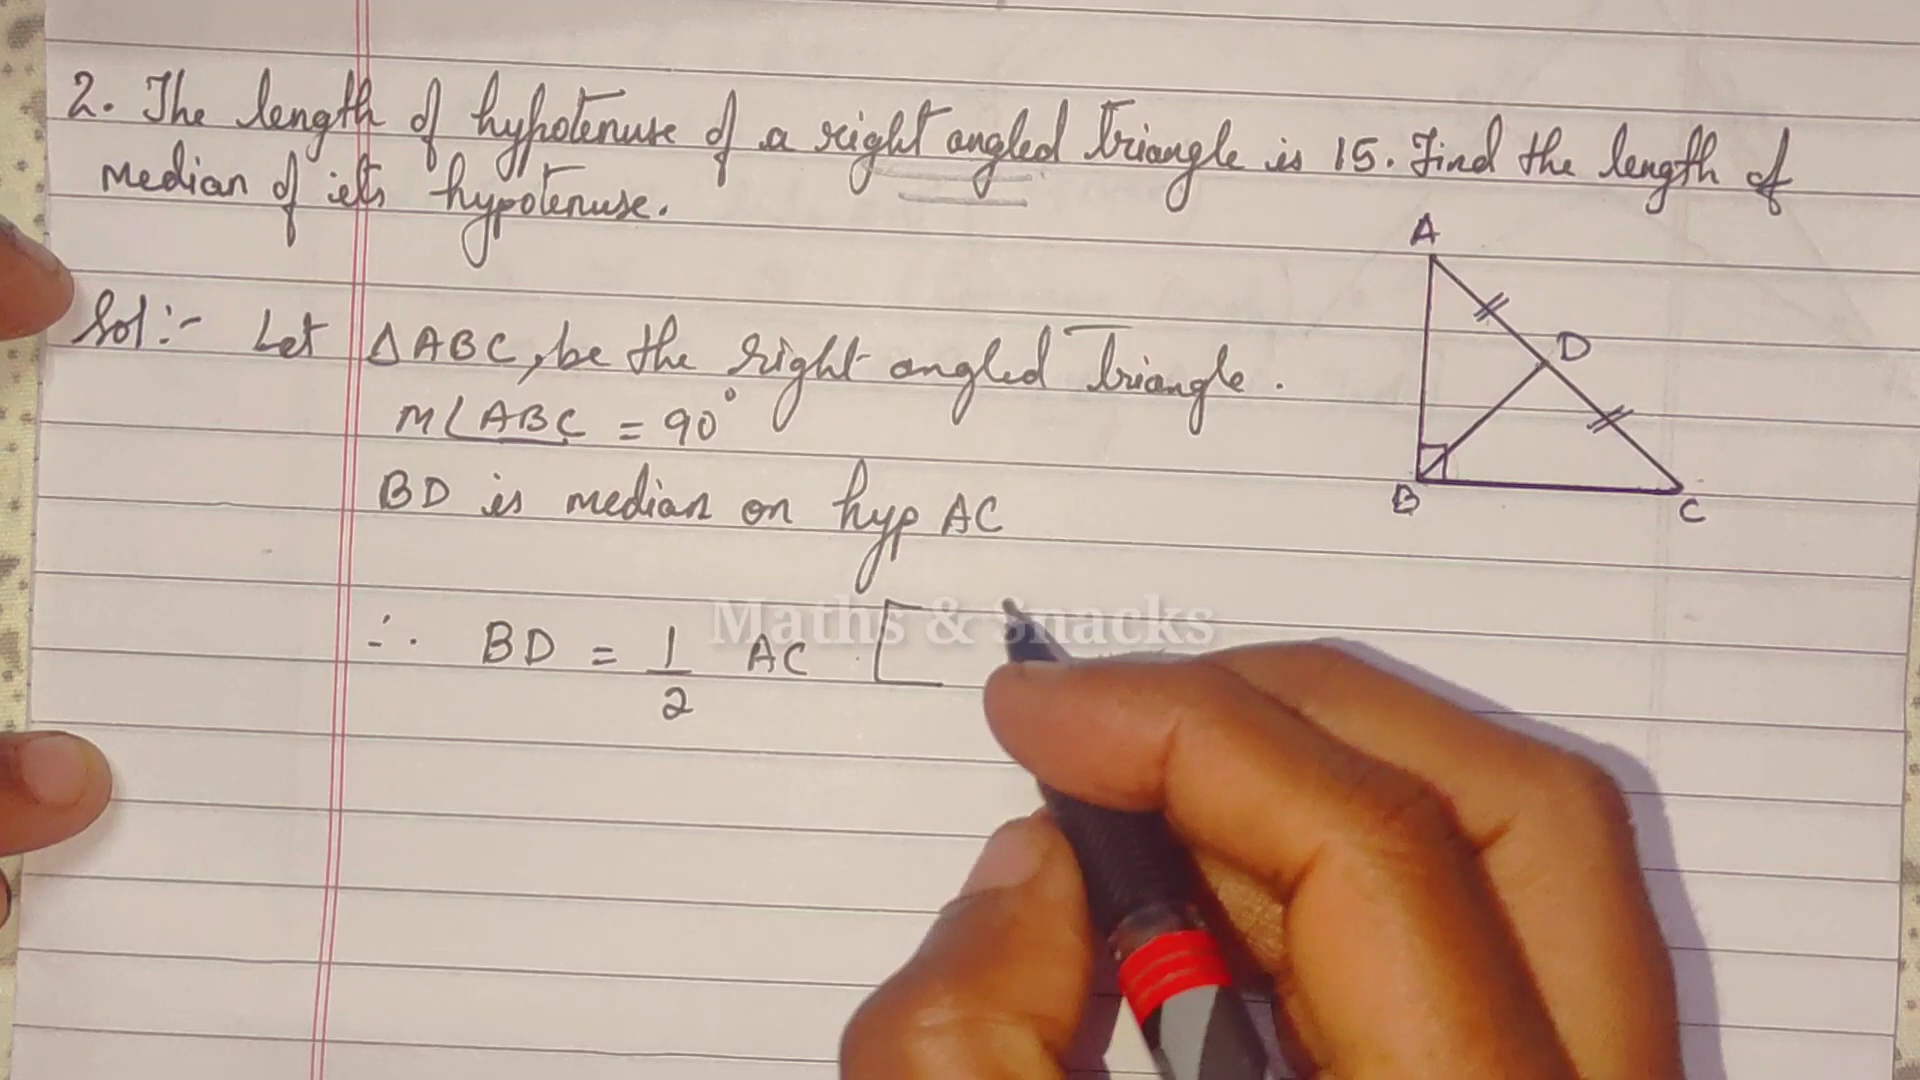 2. The length of hypotenuse of a right angled triangle is 15. Find the length of
median of its hypotenuse.
A
D
B
C
Sol:- Let △ABC, be the right angled triangle.
m∠ABC = 90°
BD is median on hyp AC
∴ BD = 1/2 AC [
Maths & Snacks